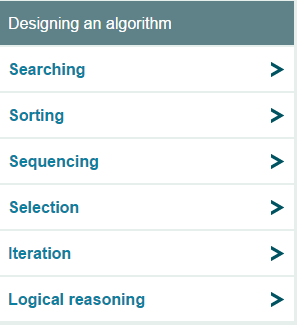 Designing an algorithm
Searching
Sorting
Sequencing
Selection
Iteration
Logical reasoning